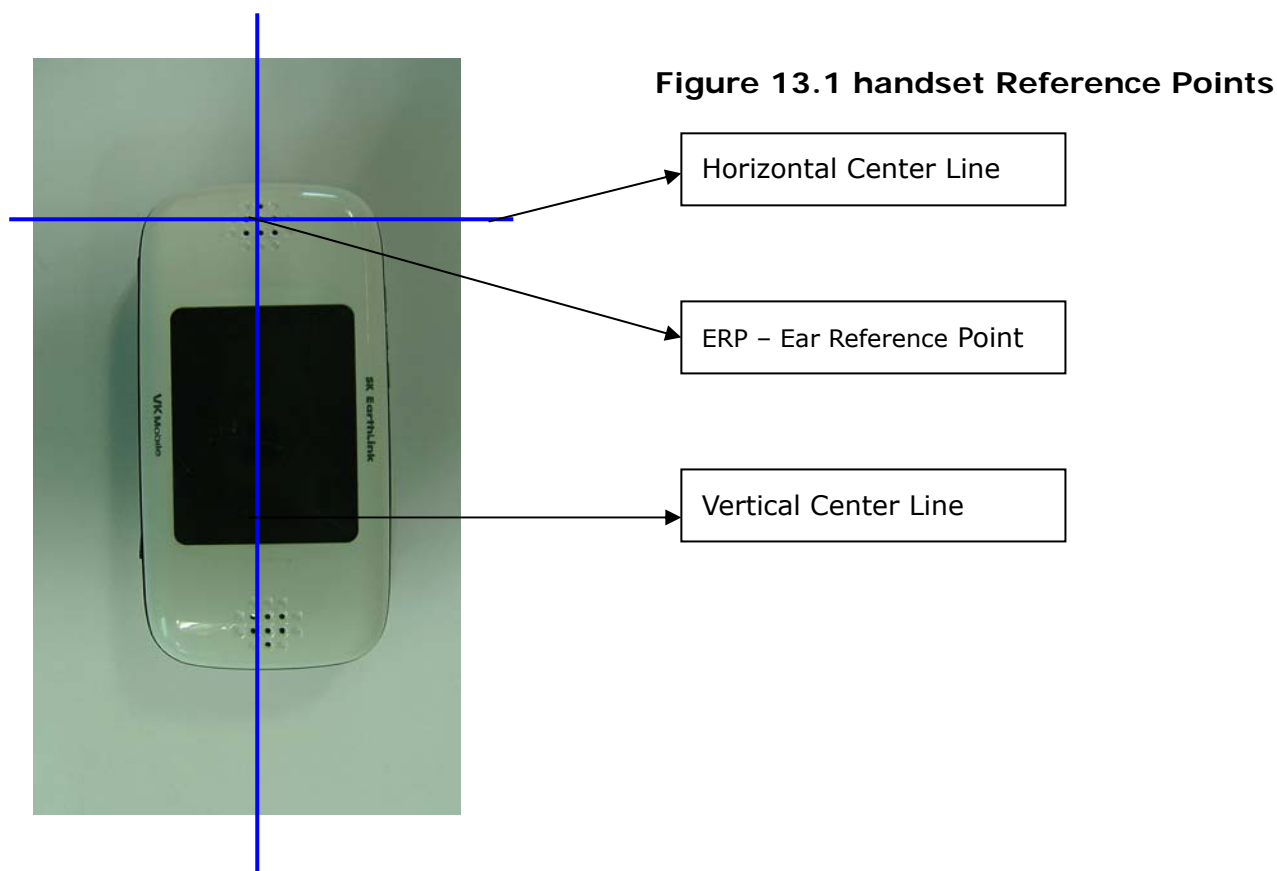 Figure 13.1 handset Reference Points
Horizontal Center Line
ERP – Ear Reference Point
Vertical Center Line
SK EarthLink
VK Mobile